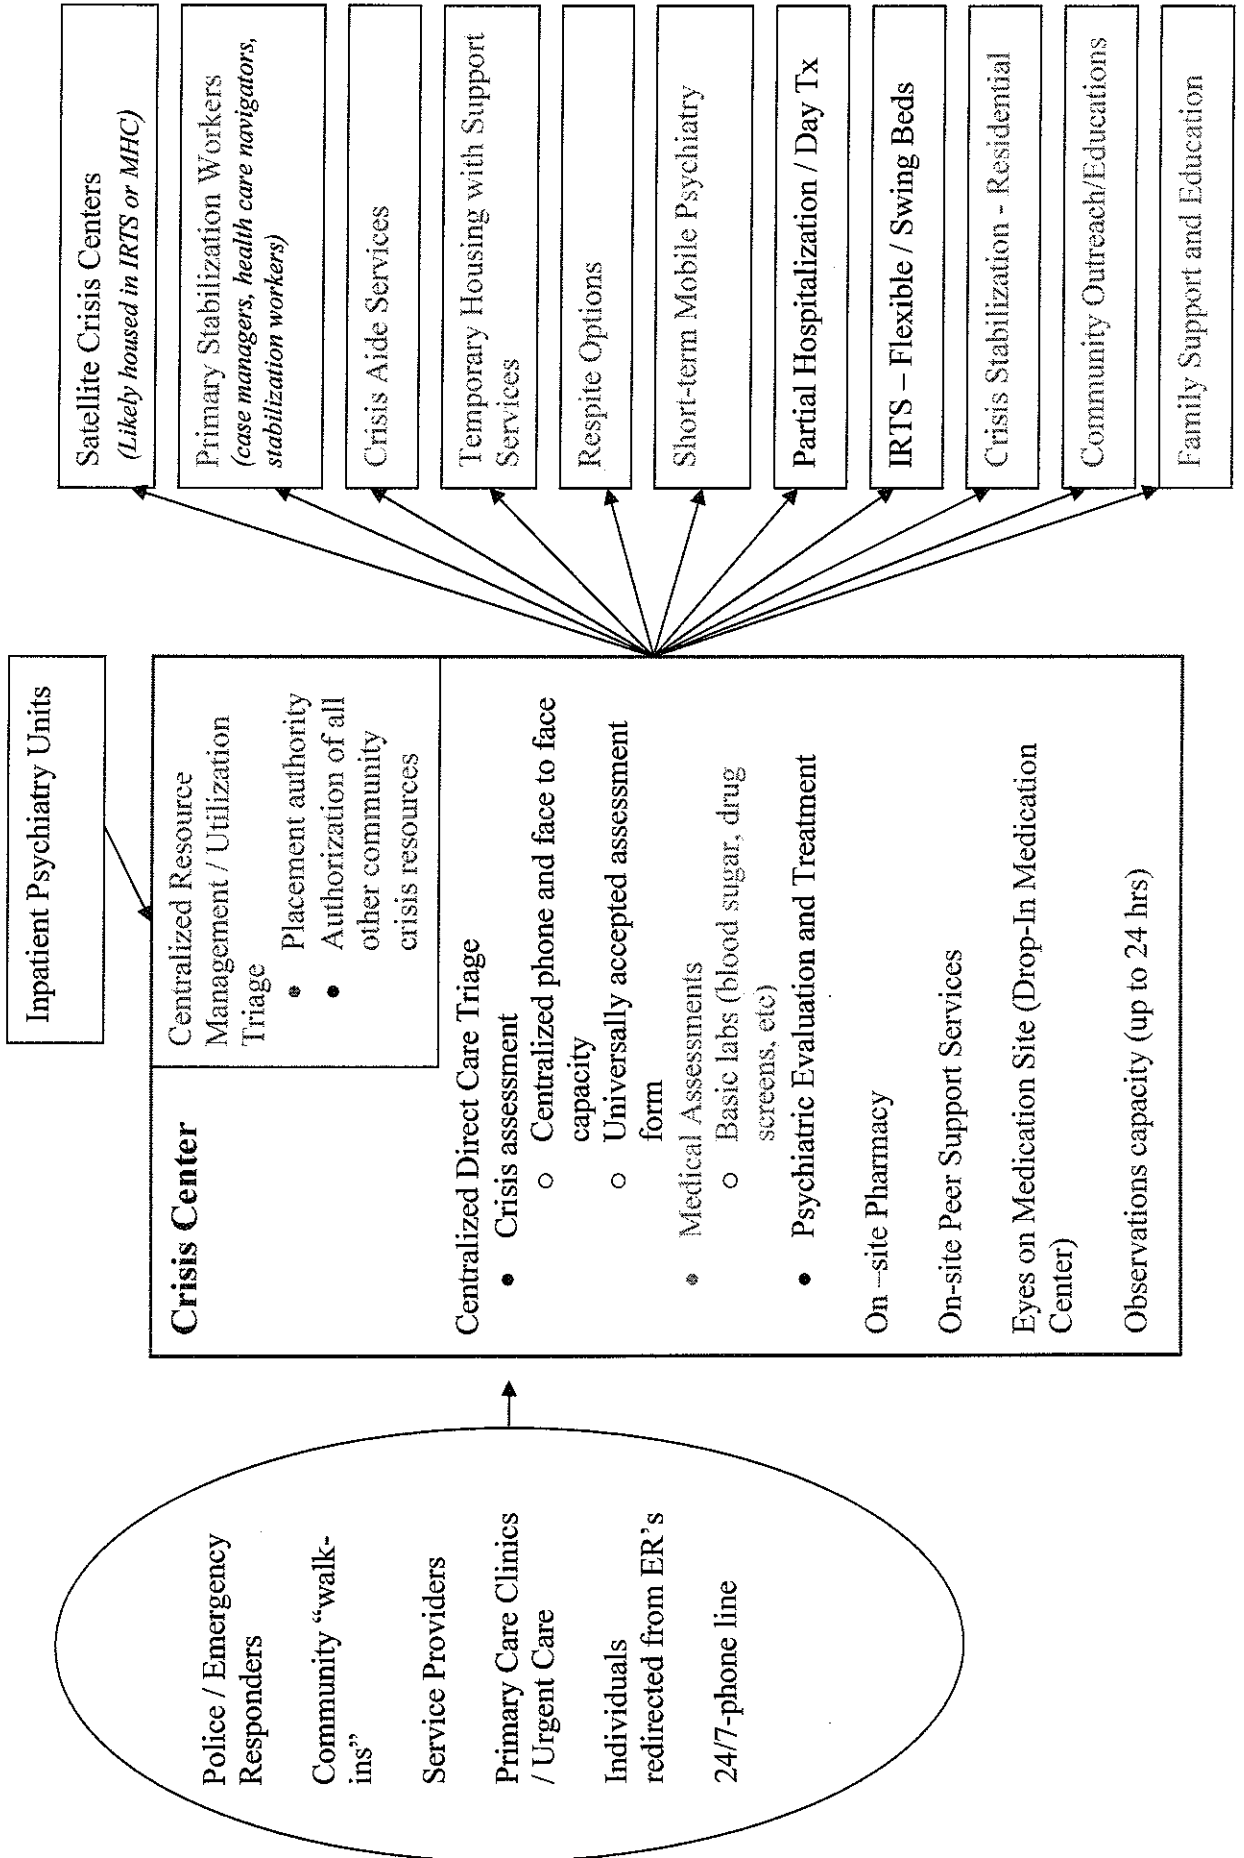 Police / Emergency
Responders
Community “walk-
ins”
Service Providers
Primary Care Clinics
/ Urgent Care
Individuals
redirected from ER’s
24/7-phone line
Inpatient Psychiatry Units
Crisis Center
Centralized Resource
Management / Utilization
Triage
• Placement authority
• Authorization of all
other community
crisis resources
Centralized Direct Care Triage
• Crisis assessment
○ Centralized phone and face to face
capacity
○ Universally accepted assessment
form
• Medical Assessments
○ Basic labs (blood sugar, drug
screens, etc)
• Psychiatric Evaluation and Treatment
On–site Pharmacy
On-site Peer Support Services
Eyes on Medication Site (Drop-In Medication
Center)
Observations capacity (up to 24 hrs)
Satellite Crisis Centers
(Likely housed in IRTS or MHC)
Primary Stabilization Workers
(case managers, health care navigators,
stabilization workers)
Crisis Aide Services
Temporary Housing with Support
Services
Respite Options
Short-term Mobile Psychiatry
Partial Hospitalization / Day Tx
IRTS – Flexible / Swing Beds
Crisis Stabilization - Residential
Community Outreach/Educations
Family Support and Education